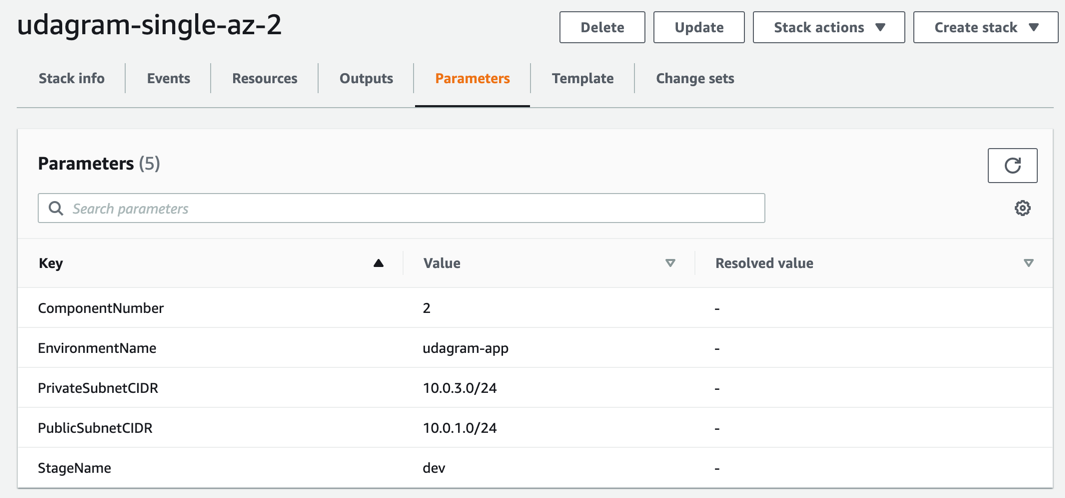 udagram-single-az-2
Delete Update Stack actions Create stack
Stack info Events Resources Outputs Parameters Template Change sets
Parameters (5)
Search parameters
Key Value Resolved value
ComponentNumber 2 -
EnvironmentName udagram-app -
PrivateSubnetCIDR 10.0.3.0/24 -
PublicSubnetCIDR 10.0.1.0/24 -
StageName dev -